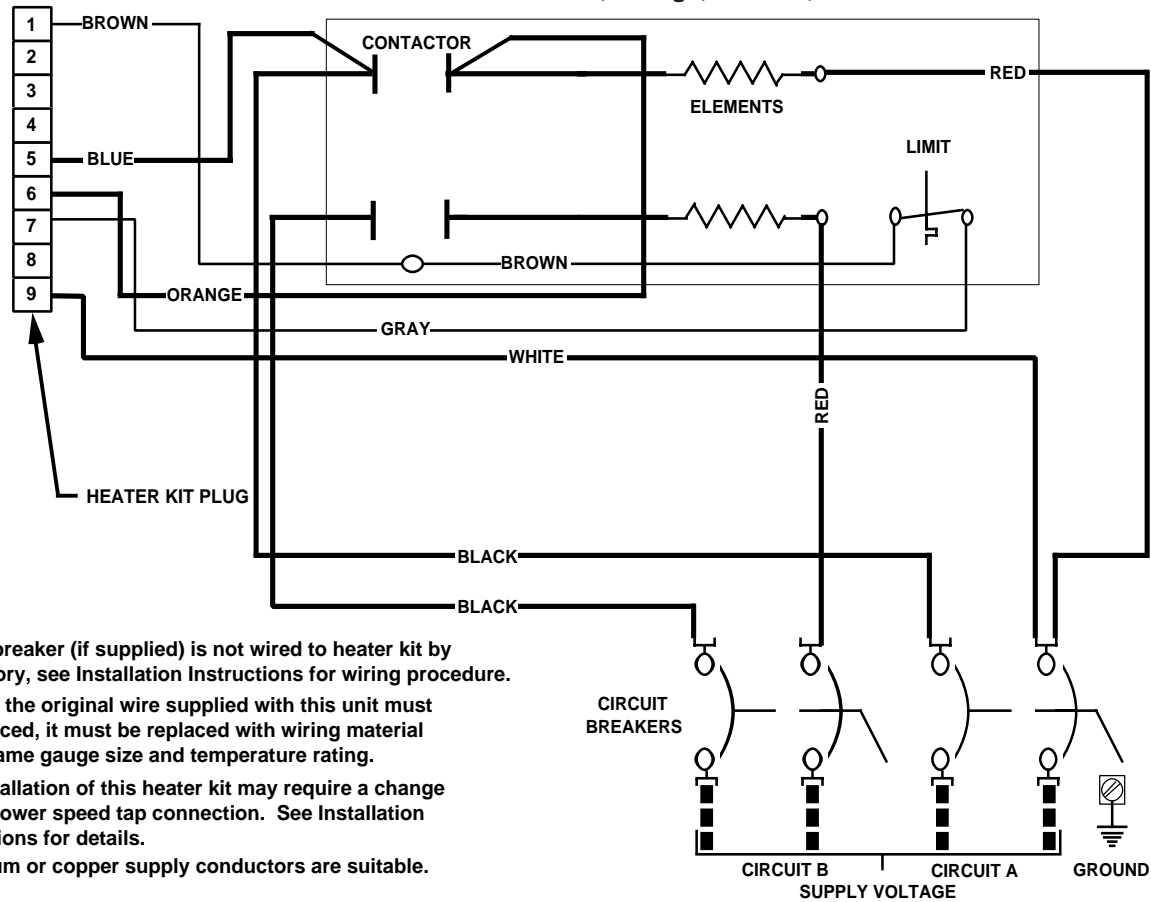 1
BROWN
CONTACTOR
2
RED
3
ELEMENTS
4
LIMIT
5
BLUE
6
7
8
BROWN
9
ORANGE
GRAY
WHITE
RED
HEATER KIT PLUG
BLACK
BLACK
breaker (if supplied) is not wired to heater kit by
ory, see Installation Instructions for wiring procedure.
the original wire supplied with this unit must
ced, it must be replaced with wiring material
ame gauge size and temperature rating.
allation of this heater kit may require a change
ower speed tap connection. See Installation
ions for details.
um or copper supply conductors are suitable.
CIRCUIT
BREAKERS
CIRCUIT B
CIRCUIT A
GROUND
SUPPLY VOLTAGE